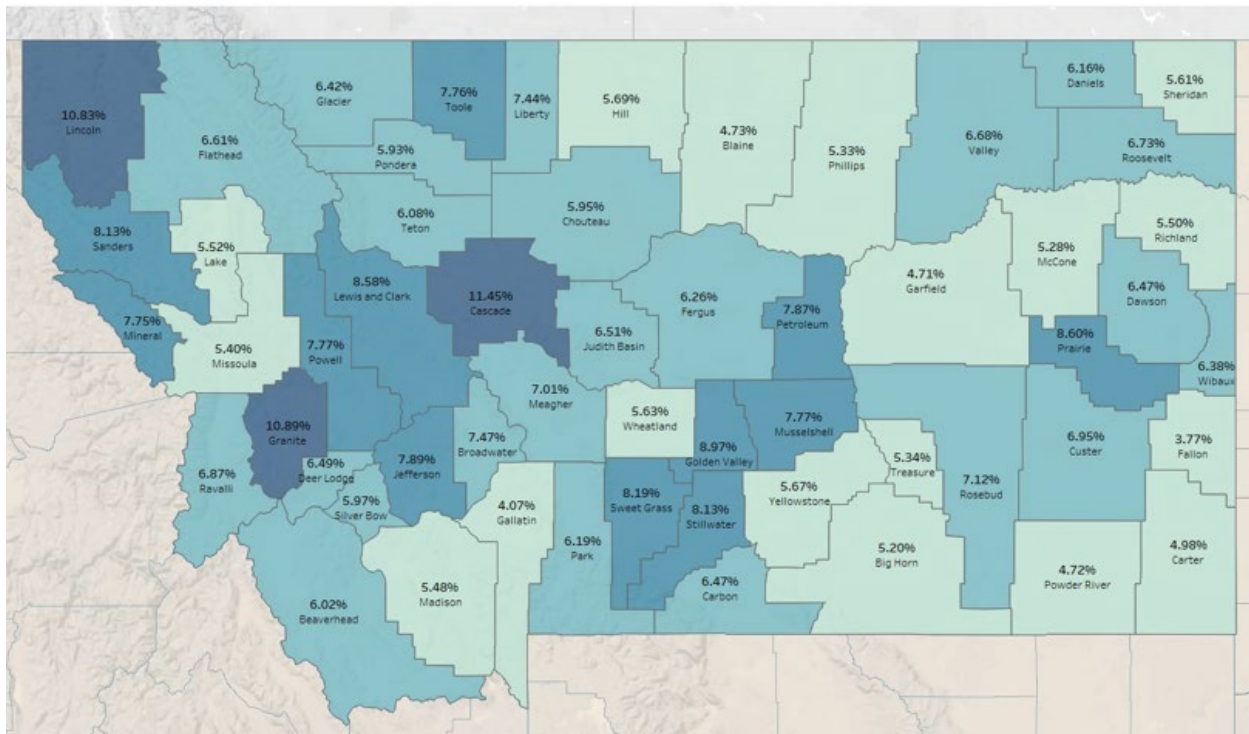 10.83%
Lincoln
6.61%
Flathead
6.42%
Glacier
7.76%
Toole
7.44%
Liberty
5.69%
Hill
4.73%
Blaine
5.33%
Phillips
6.68%
Valley
6.16%
Daniels
5.61%
Sheridan
6.73%
Roosevelt
5.93%
Pondera
6.08%
Teton
5.95%
Chouteau
8.13%
Sanders
5.52%
Lake
8.58%
Lewis and Clark
11.45%
Cascade
6.51%
Judith Basin
6.26%
Fergus
7.87%
Petroleum
4.71%
Garfield
5.28%
McCone
5.50%
Richland
6.47%
Dawson
7.75%
Mineral
5.40%
Missoula
7.77%
Powell
8.60%
Prairie
6.38%
Wibaux
7.01%
Meagher
5.63%
Wheatland
8.97%
Golden Valley
7.77%
Musselshell
10.89%
Granite
6.87%
Ravalli
6.49%
Deer Lodge
5.97%
Silver Bow
7.89%
Jefferson
7.47%
Broadwater
5.34%
Treasure
7.12%
Rosebud
6.95%
Custer
3.77%
Fallon
4.07%
Gallatin
6.19%
Park
8.19%
Sweet Grass
8.13%
Stillwater
5.67%
Yellowstone
6.47%
Carbon
5.20%
Big Horn
4.72%
Powder River
4.98%
Carter
6.02%
Beaverhead
5.48%
Madison